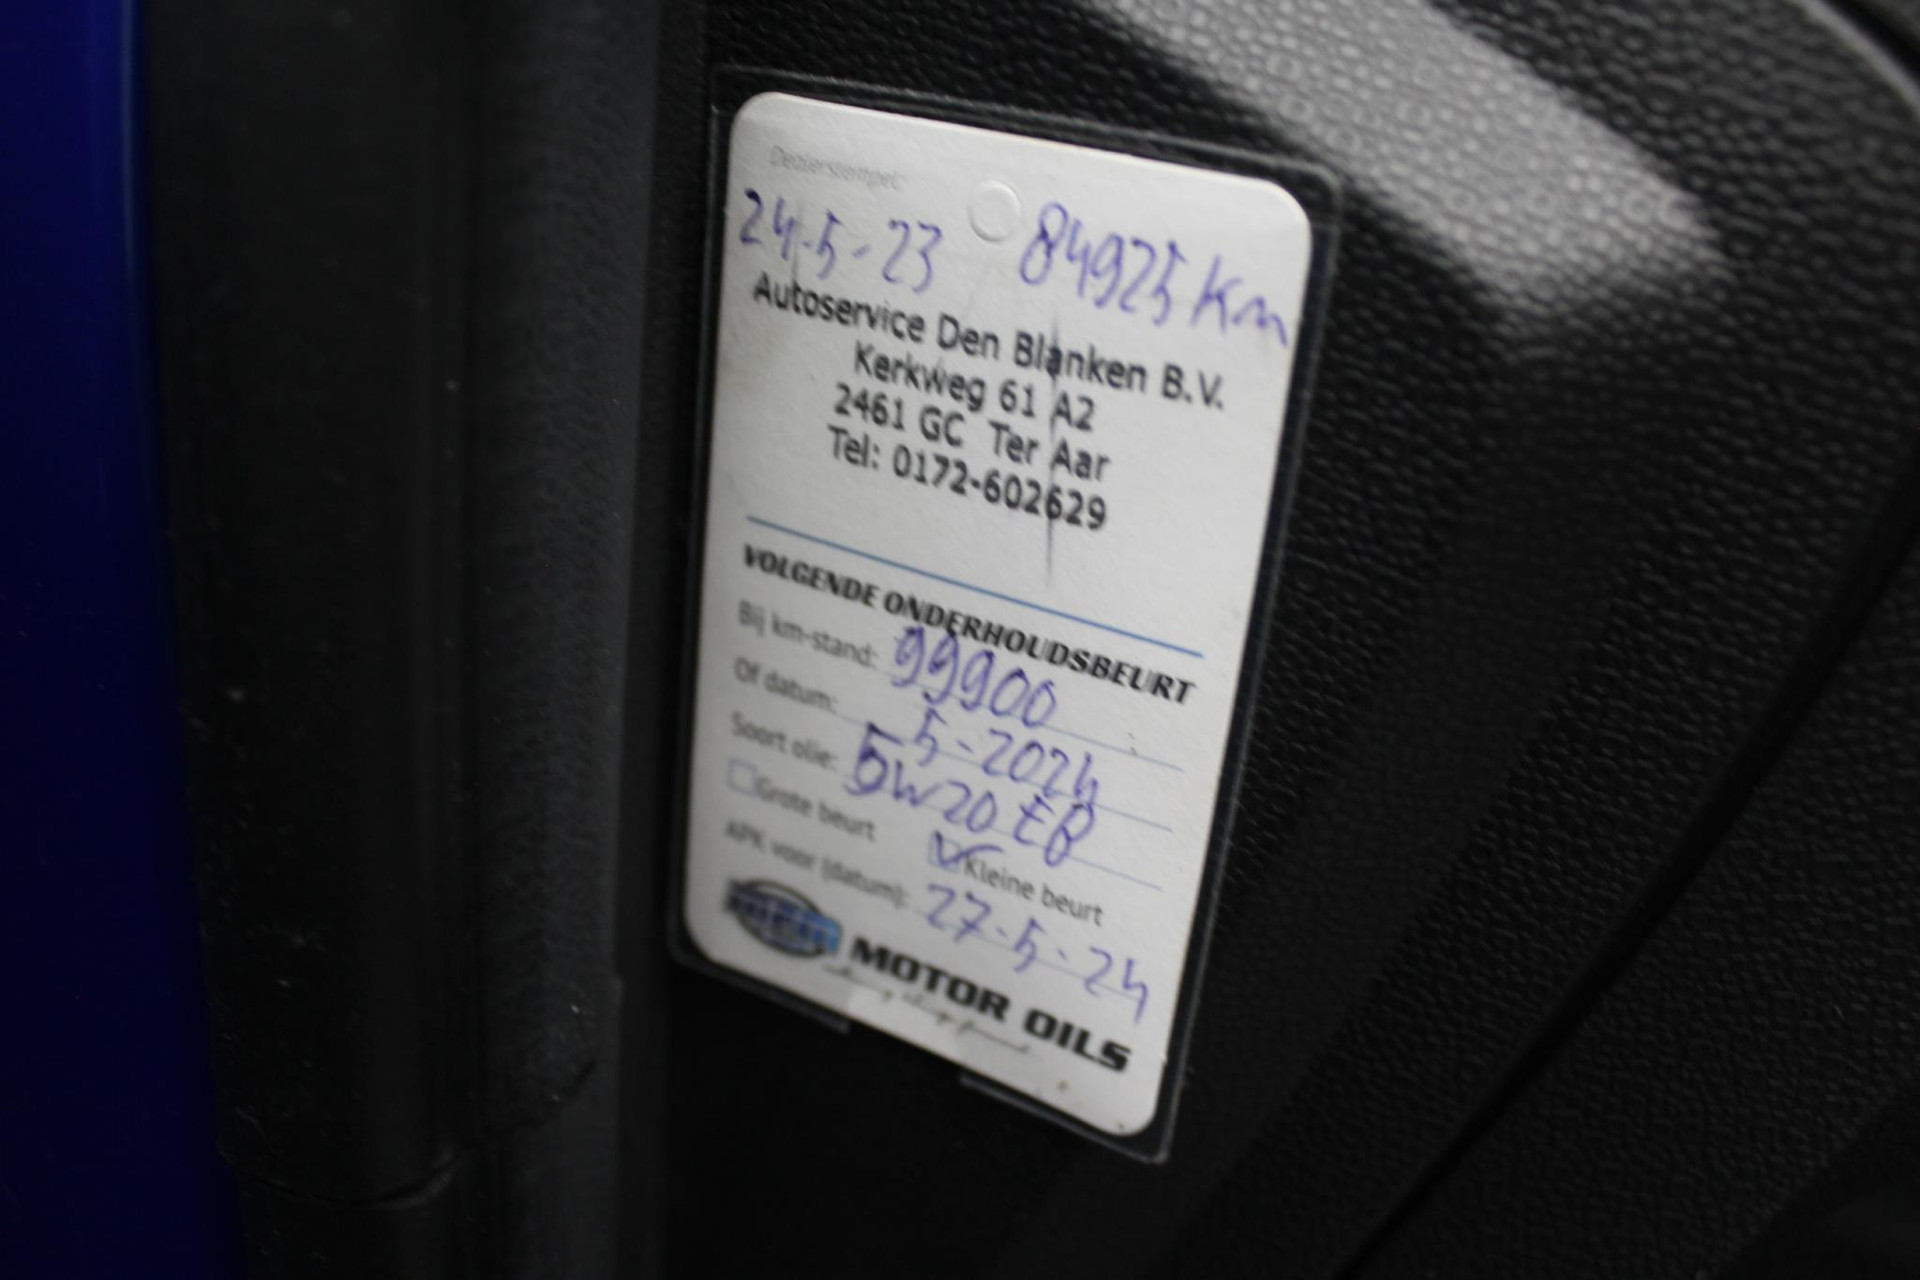 Dealerstempel:
24-5-23 84925 Km
Autoservice Den Blanken B.V.
Kerkweg 61 A2
2461 GC Ter Aar
Tel: 0172-602629
VOLGENDE ONDERHOUDSBEURT
Bij km-stand: 99900
Of datum: 5-2024
Soort olie: 5W20 EB
Grote beurt Kleine beurt
APK voor (datum): 27-5-24
MOTOR OILS